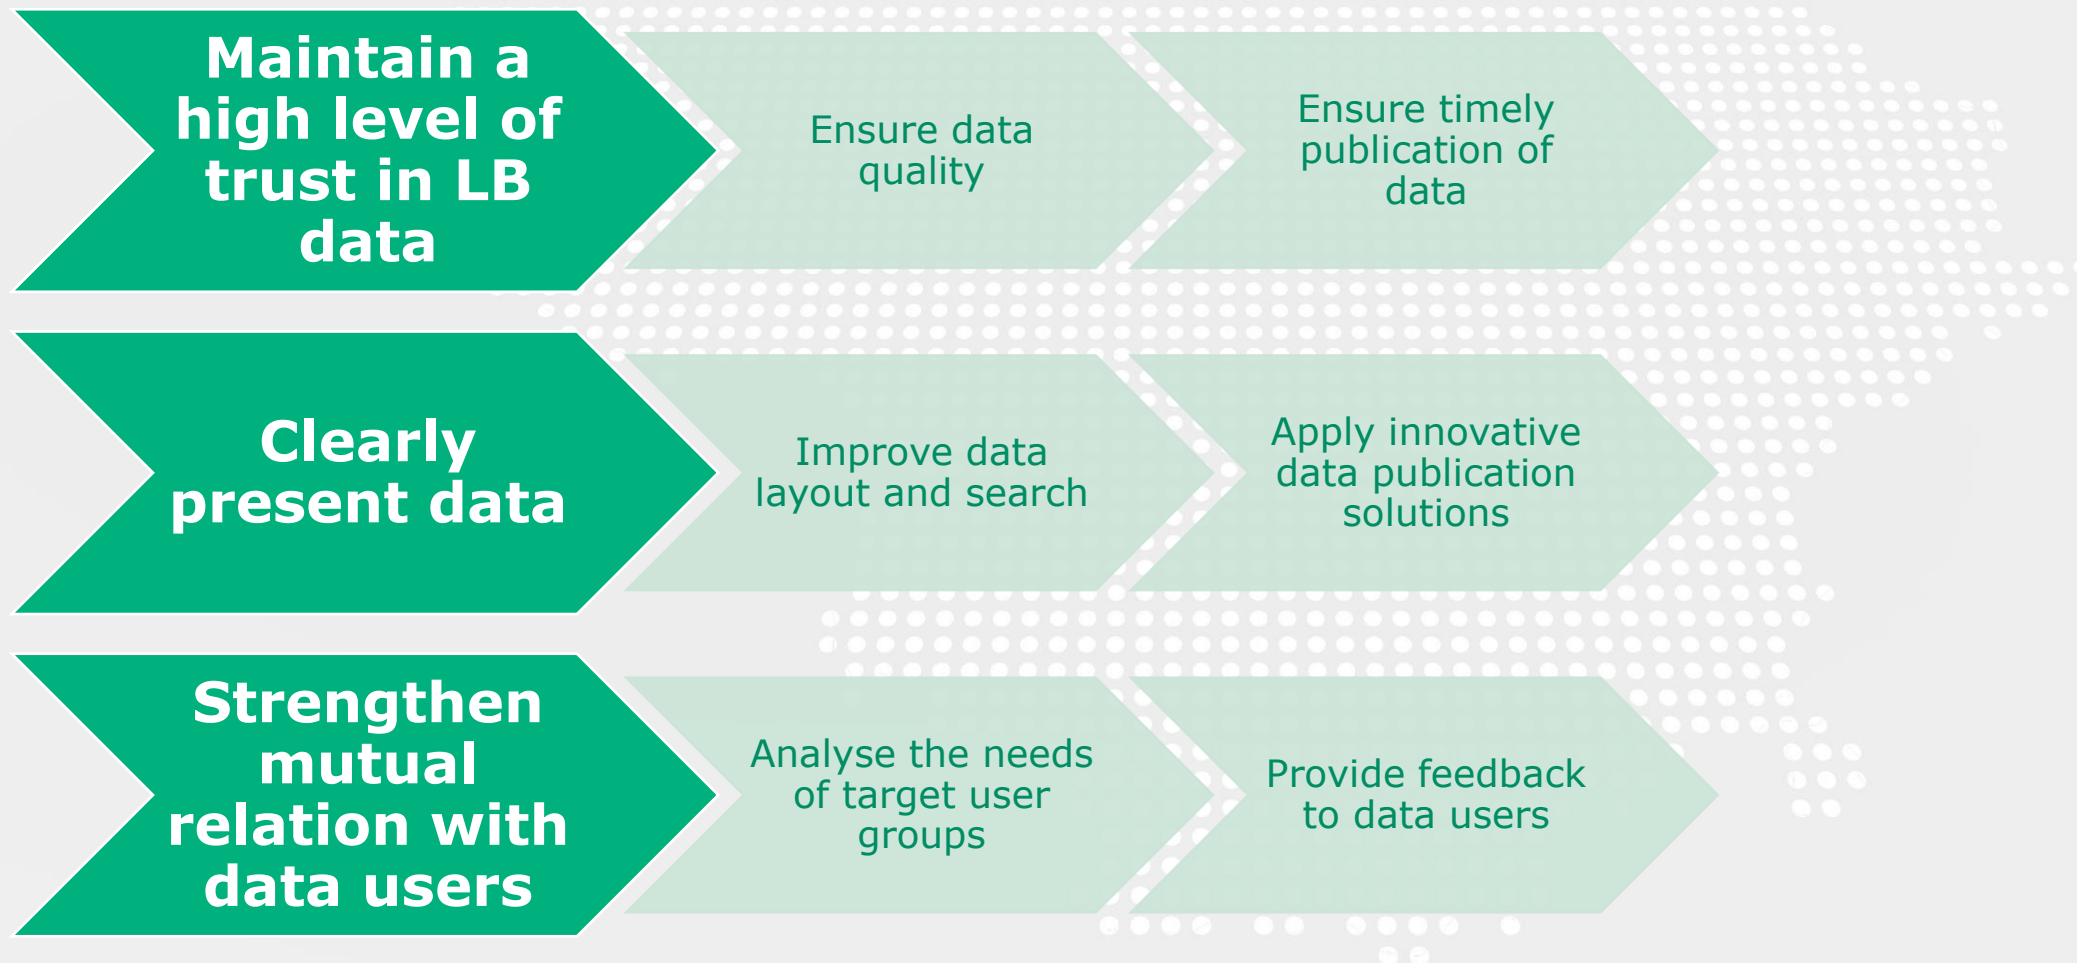 Maintain a
high level of
trust in LB
data
Ensure data
quality
Ensure timely
publication of
data
Clearly
present data
Improve data
layout and search
Apply innovative
data publication
solutions
Strengthen
mutual
relation with
data users
Analyse the needs
of target user
groups
Provide feedback
to data users